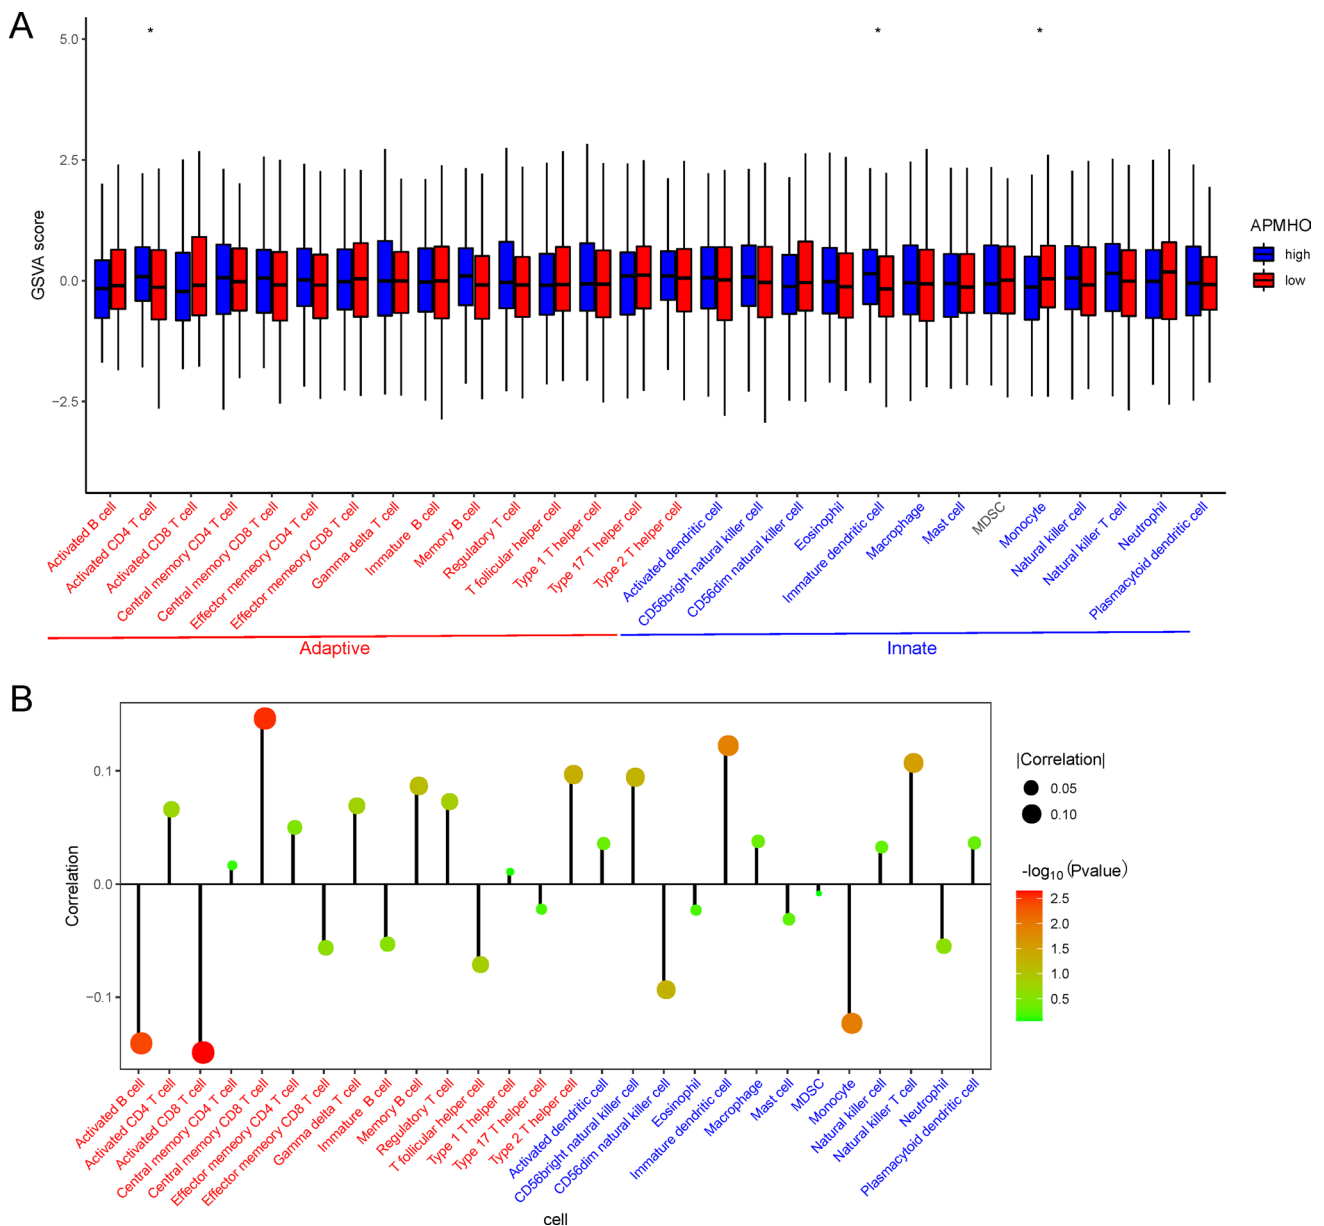 A
* * *
5.0
2.5
0.0
−2.5
GSVA score
APMHO
high
low
Activated B cell
Activated CD4 T cell
Activated CD8 T cell
Central memory CD4 T cell
Central memory CD8 T cell
Effector memeory CD4 T cell
Effector memeory CD8 T cell
Gamma delta T cell
Immature  B cell
Memory B cell
Regulatory T cell
T follicular helper cell
Type 1 T helper cell
Type 17 T helper cell
Type 2 T helper cell
Activated dendritic cell
CD56bright natural killer cell
CD56dim natural killer cell
Eosinophil
Immature dendritic cell
Macrophage
Mast cell
MDSC
Monocyte
Natural killer cell
Natural killer T cell
Neutrophil
Plasmacytoid dendritic cell
Adaptive
Innate
B
0.1
0.0
−0.1
Correlation
|Correlation|
0.05
0.10
-log10(Pvalue)
2.5
2.0
1.5
1.0
0.5
Activated B cell
Activated CD4 T cell
Activated CD8 T cell
Central memory CD4 T cell
Central memory CD8 T cell
Effector memeory CD4 T cell
Effector memeory CD8 T cell
Gamma delta T cell
Immature  B cell
Memory B cell
Regulatory T cell
T follicular helper cell
Type 1 T helper cell
Type 17 T helper cell
Type 2 T helper cell
Activated dendritic cell
CD56bright natural killer cell
CD56dim natural killer cell
Eosinophil
Immature dendritic cell
Macrophage
Mast cell
MDSC
Monocyte
Natural killer cell
Natural killer T cell
Neutrophil
Plasmacytoid dendritic cell
cell